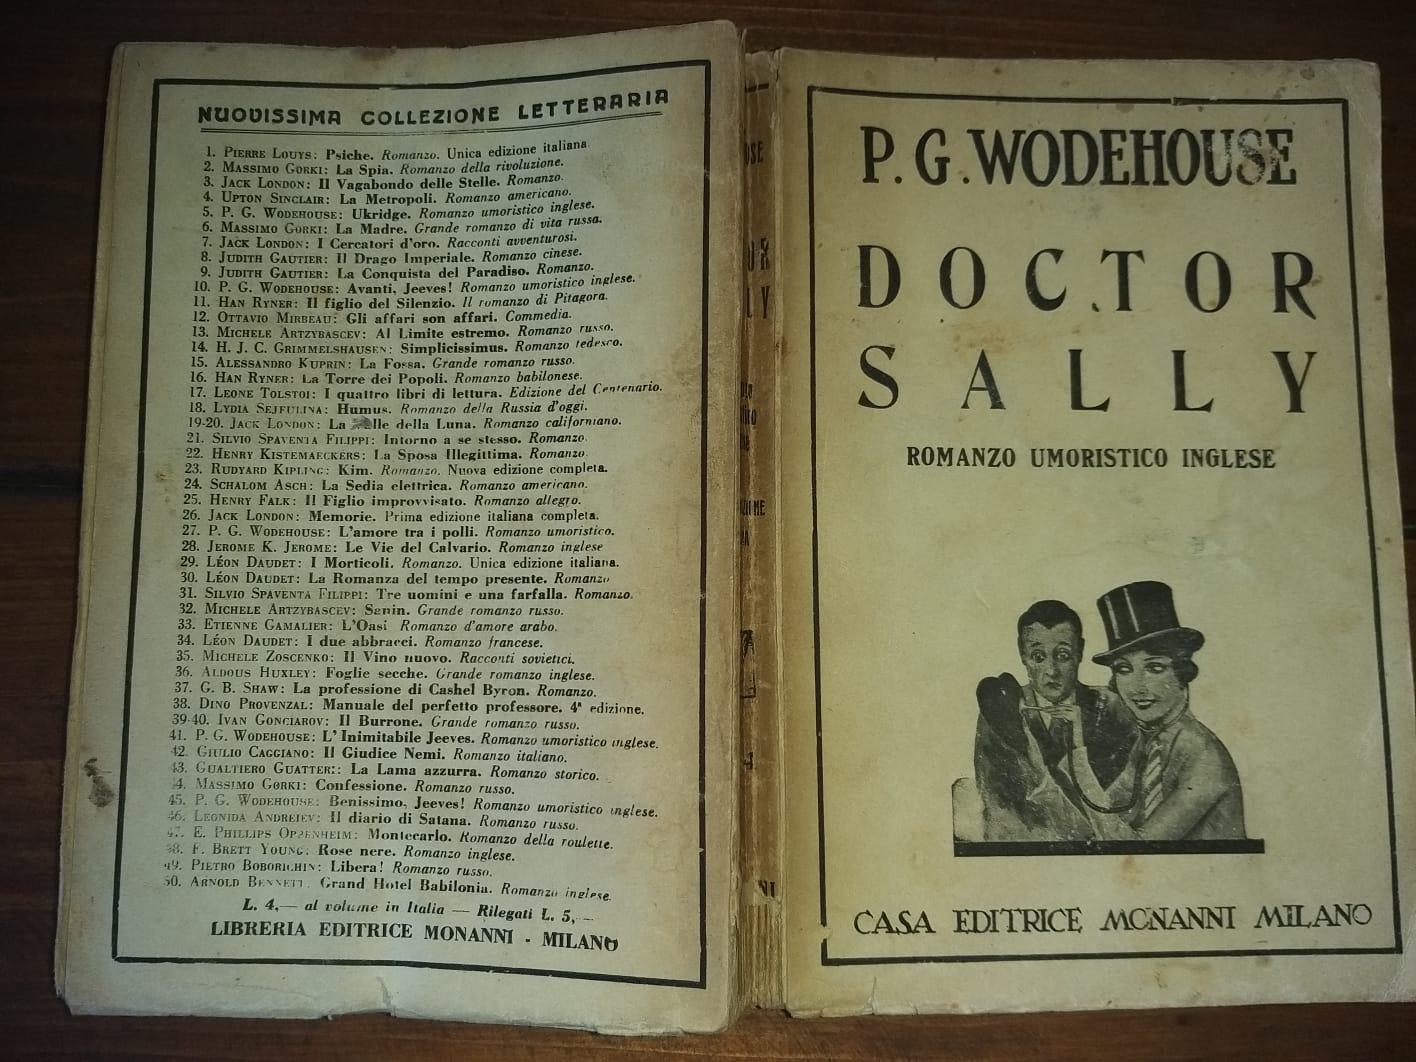 NUOVISSIMA COLLEZIONE LETTERARIA
1. PIERRE LOUYS: Psiche. Romanzo. Unica edizione italiana
2. MASSIMO GORKI: La Spia. Romanzo della rivoluzione.
3. JACK LONDON: Il Vagabondo delle Stelle. Romanzo.
4. UPTON SINCLAIR: La Metropoli. Romanzo americano.
5. P. G. WODEHOUSE: Ukridge. Romanzo umoristico inglese.
6. MASSIMO GORKI: La Madre. Grande romanzo di vita russa.
7. JACK LONDON: I Cercatori d'oro. Racconti avventurosi.
8. JUDITH GAUTIER: Il Drago Imperiale. Romanzo cinese.
9. JUDITH GAUTIER: La Conquista del Paradiso. Romanzo.
10. P. G. WODEHOUSE: Avanti, Jeeves! Romanzo umoristico inglese.
11. HAN RYNER: Il figlio del Silenzio. Il romanzo di Pitagora.
12. OTTAVIO MIRBEAU: Gli affari son affari. Commedia.
13. MICHELE ARTZYBASCEV: Al Limite estremo. Romanzo russo.
14. H. J. C. GRIMMELSHAUSEN: Simplicissimus. Romanzo tedesco.
15. ALESSANDRO KUPRIN: La Fossa. Grande romanzo russo.
16. HAN RYNER: La Torre dei Popoli. Romanzo babilonese.
17. LEONE TOLSTOI: I quattro libri di lettura. Edizione del Centenario.
18. LYDIA SEJFULINA: Humus. Romanzo della Russia d'oggi.
19-20. JACK LONDON: La Valle della Luna. Romanzo californiano.
21. SILVIO SPAVENTA FILIPPI: Intorno a se stesso. Romanzo.
22. HENRY KISTEMAECKERS: La Sposa Illegittima. Romanzo
23. RUDYARD KIPLING: Kim. Romanzo. Nuova edizione completa.
24. SCHALOM ASCH: La Sedia elettrica. Romanzo americano.
25. HENRY FALK: Il Figlio improvvisato. Romanzo allegro.
26. JACK LONDON: Memorie. Prima edizione italiana completa.
27. P. G. WODEHOUSE: L'amore tra i polli. Romanzo umoristico.
28. JEROME K. JEROME: Le Vie del Calvario. Romanzo inglese
29. LÉON DAUDET: I Morticoli. Romanzo. Unica edizione italiana.
30. LÉON DAUDET: La Romanza del tempo presente. Romanzo
31. SILVIO SPAVENTA FILIPPI: Tre uomini e una farfalla. Romanzo.
32. MICHELE ARTZYBASCEV: Sanin. Grande romanzo russo.
33. ETIENNE GAMALIER: L'Oasi Romanzo d'amore arabo.
34. LÉON DAUDET: I due abbracci. Romanzo francese.
35. MICHELE ZOSCENKO: Il Vino nuovo. Racconti sovietici.
36. ALDOUS HUXLEY: Foglie secche. Grande romanzo inglese.
37. G. B. SHAW: La professione di Cashel Byron. Romanzo.
38. DINO PROVENZAL: Manuale del perfetto professore. 4ª edizione.
39-40. IVAN GONCIAROV: Il Burrone. Grande romanzo russo.
41. P. G. WODEHOUSE: L'Inimitabile Jeeves. Romanzo umoristico inglese.
42. GIULIO CAGGIANO: Il Giudice Nemi. Romanzo italiano.
43. GUALTIERO GUATTERI: La Lama azzurra. Romanzo storico.
44. MASSIMO GORKI: Confessione. Romanzo russo.
45. P. G. WODEHOUSE: Benissimo, Jeeves! Romanzo umoristico inglese.
46. LEONIDA ANDREIEV: Il diario di Satana. Romanzo russo.
47. E. PHILLIPS OPPENHEIM: Montecarlo. Romanzo della roulette.
48. F. BRETT YOUNG: Rose nere. Romanzo inglese.
49. PIETRO BOBORICHIN: Libera! Romanzo russo.
50. ARNOLD BENNETT. Grand Hotel Babilonia. Romanzo inglese.
L. 4,— al volume in Italia — Rilegati L. 5,—
LIBRERIA EDITRICE MONANNI - MILANO
P. G. WODEHOUSE
DOCTOR
SALLY
ROMANZO UMORISTICO INGLESE
CASA EDITRICE MONANNI MILANO